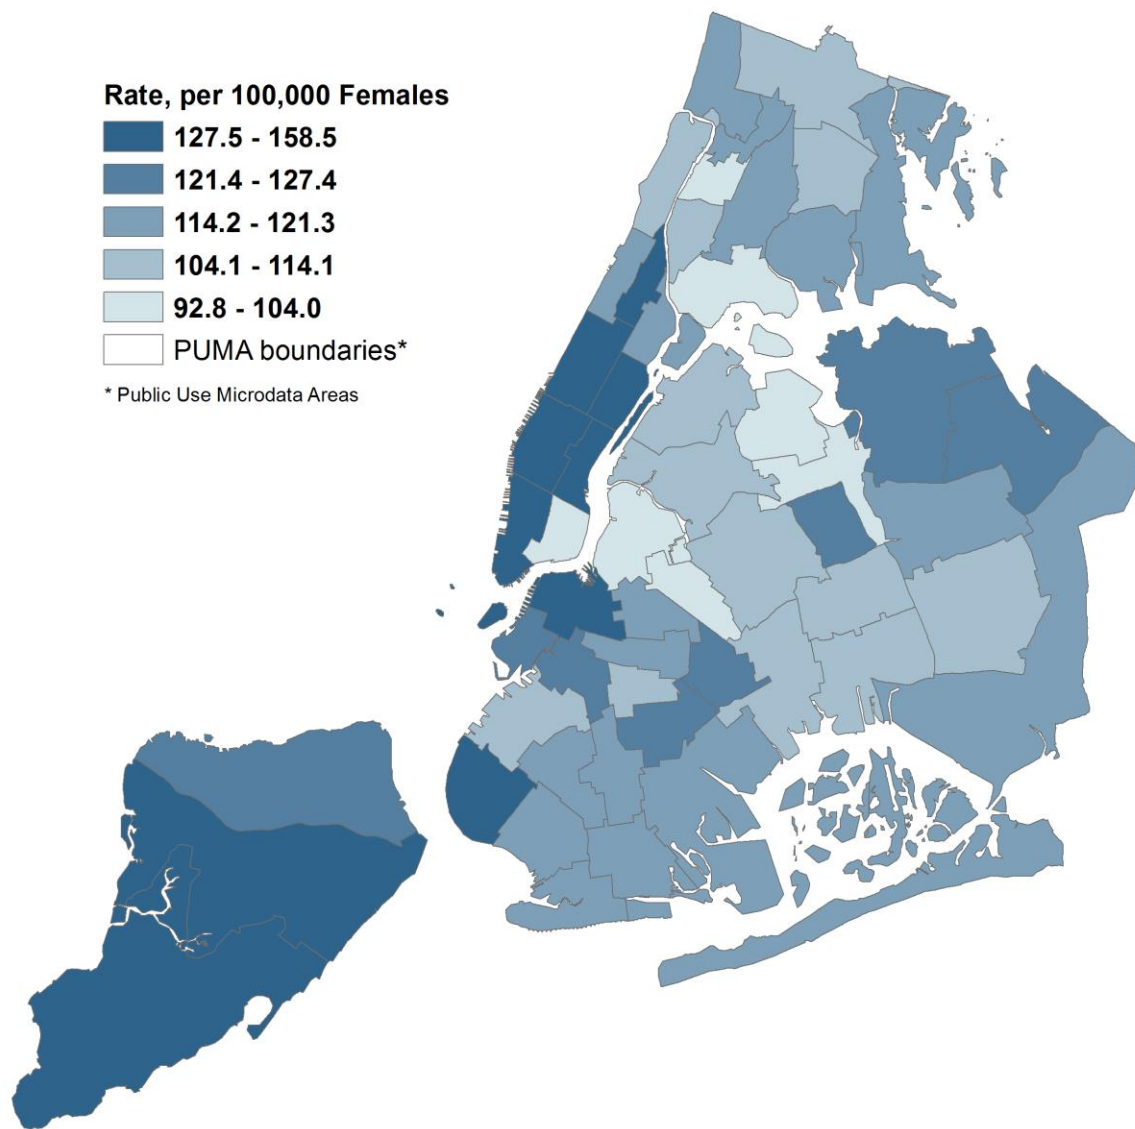 Rate, per 100,000 Females
127.5 - 158.5
121.4 - 127.4
114.2 - 121.3
104.1 - 114.1
92.8 - 104.0
PUMA boundaries*
* Public Use Microdata Areas